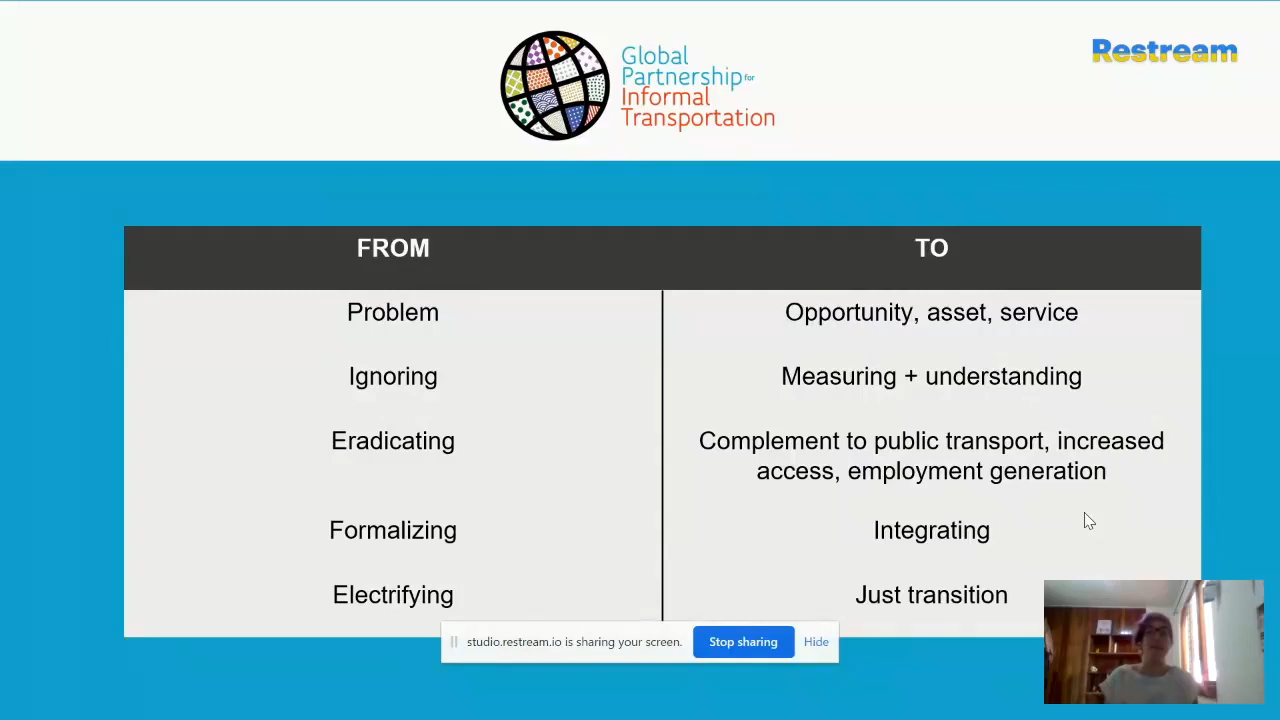 Global
Partnership for
Informal
Transportation
Restream
FROM
TO
Problem
Opportunity, asset, service
Ignoring
Measuring + understanding
Eradicating
Complement to public transport, increased
access, employment generation
Formalizing
Integrating
Electrifying
Just transition
studio.restream.io is sharing your screen.
Stop sharing
Hide